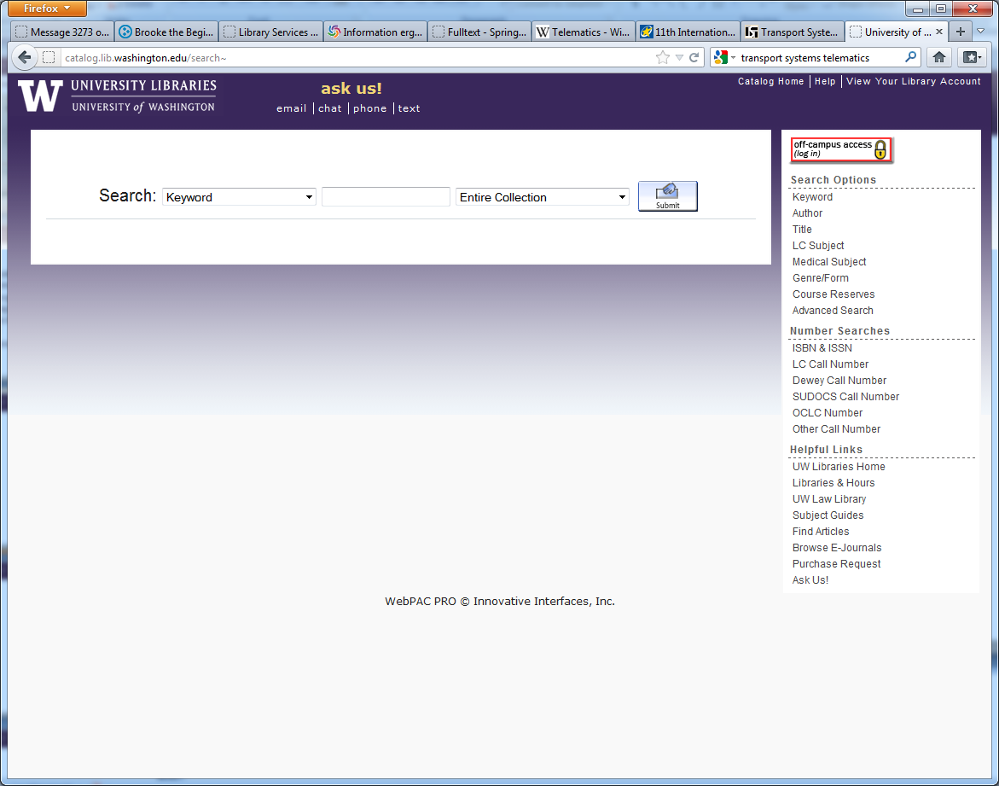 Firefox
Message 3273 o...
Brooke the Begi...
Library Services ...
Information erg...
Fulltext - Spring...
W Telematics - Wi...
11th Internation...
Transport Syste...
University of ...
catalog.lib.washington.edu/search~
transport systems telematics
W UNIVERSITY LIBRARIES
UNIVERSITY of WASHINGTON
ask us!
email | chat | phone | text
Catalog Home | Help | View Your Library Account
Search:
Keyword
Entire Collection
Submit
off-campus access
(log in)
Search Options
Keyword
Author
Title
LC Subject
Medical Subject
Genre/Form
Course Reserves
Advanced Search
Number Searches
ISBN & ISSN
LC Call Number
Dewey Call Number
SUDOCS Call Number
OCLC Number
Other Call Number
Helpful Links
UW Libraries Home
Libraries & Hours
UW Law Library
Subject Guides
Find Articles
Browse E-Journals
Purchase Request
Ask Us!
WebPAC PRO © Innovative Interfaces, Inc.